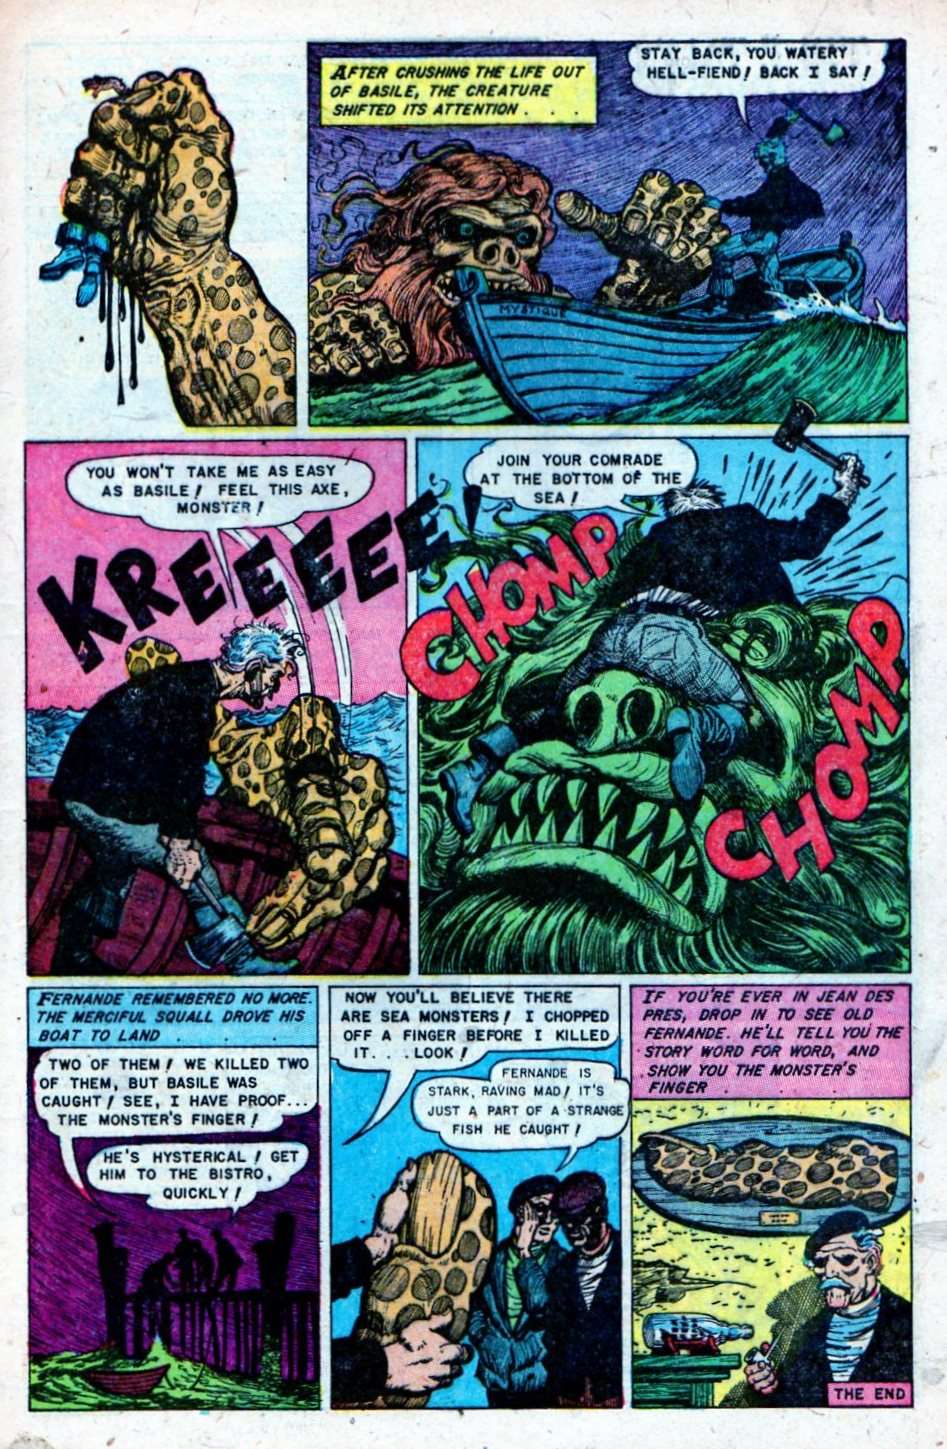 AFTER CRUSHING THE LIFE OUT
OF BASILE, THE CREATURE
SHIFTED ITS ATTENTION . . .
STAY BACK, YOU WATERY
HELL-FIEND! BACK I SAY!
MYSTIQUE
YOU WON'T TAKE ME AS EASY
AS BASILE! FEEL THIS AXE,
MONSTER!
KREEEEEE!
JOIN YOUR COMRADE
AT THE BOTTOM OF THE
SEA!
CHOMP
CHOMP
FERNANDE REMEMBERED NO MORE.
THE MERCIFUL SQUALL DROVE HIS
BOAT TO LAND . . . . .
TWO OF THEM! WE KILLED TWO
OF THEM, BUT BASILE WAS
CAUGHT! SEE, I HAVE PROOF...
THE MONSTER'S FINGER!
HE'S HYSTERICAL! GET
HIM TO THE BISTRO,
QUICKLY!
NOW YOU'LL BELIEVE THERE
ARE SEA MONSTERS! I CHOPPED
OFF A FINGER BEFORE I KILLED
IT. . .LOOK!
FERNANDE IS
STARK, RAVING MAD! IT'S
JUST A PART OF A STRANGE
FISH HE CAUGHT!
IF YOU'RE EVER IN JEAN DES
PRES, DROP IN TO SEE OLD
FERNANDE. HE'LL TELL YOU THE
STORY WORD FOR WORD, AND
SHOW YOU THE MONSTER'S
FINGER . . . . . . .
THE END